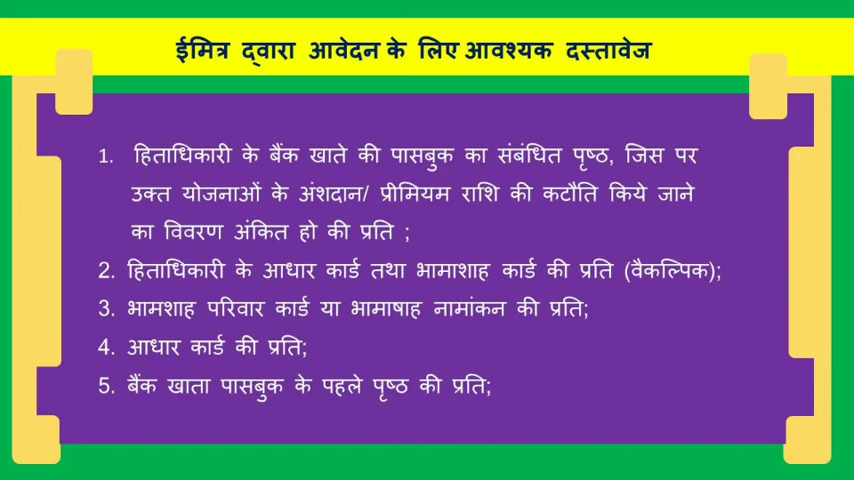 ईमित्र द्वारा आवेदन के लिए आवश्यक दस्तावेज
1. हिताधिकारी के बैंक खाते की पासबुक का संबंधित पृष्ठ, जिस पर
उक्त योजनाओं के अंशदान/ प्रीमियम राशि की कटौति किये जाने
का विवरण अंकित हो की प्रति ;
2. हिताधिकारी के आधार कार्ड तथा भामाशाह कार्ड की प्रति (वैकल्पिक);
3. भामशाह परिवार कार्ड या भामाषाह नामांकन की प्रति;
4. आधार कार्ड की प्रति;
5. बैंक खाता पासबुक के पहले पृष्ठ की प्रति;